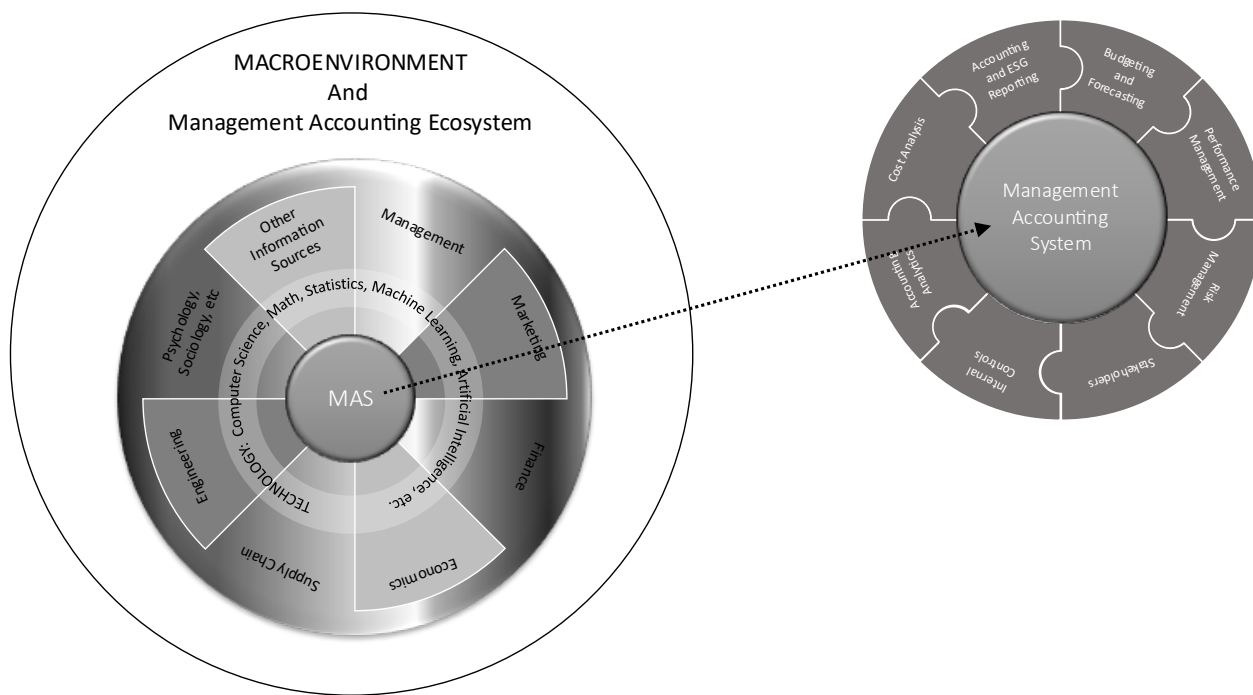 MACROENVIRONMENT
And
Management Accounting Ecosystem
Other
Information
Sources
Management
Marketing
Finance
Economics
Supply Chain
Engineering
Psychology,
Sociology, etc
TECHNOLOGY: Computer Science, Math, Statistics, Machine Learning, Artificial Intelligence, etc.
MAS
Accounting
and ESG
Reporting
Budgeting
and
Forecasting
Performance
Management
Risk
Management
Stakeholders
Internal
Controls
Accounting
Analytics
Cost Analysis
Management
Accounting
System